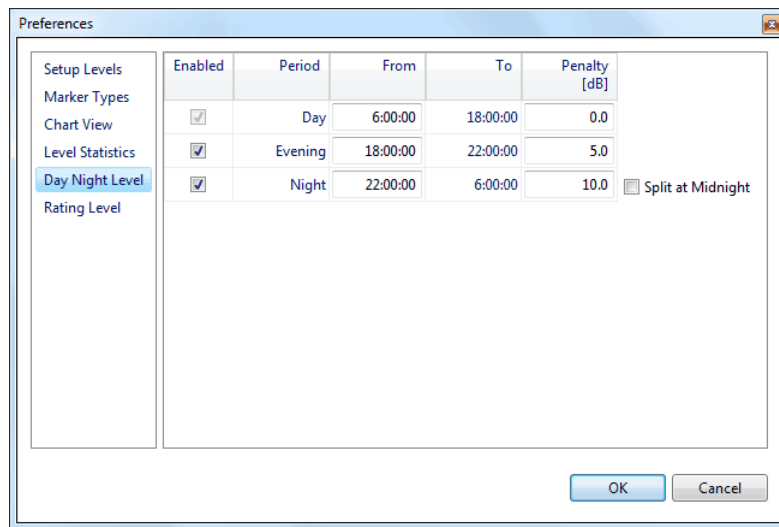 Preferences
Setup Levels
Marker Types
Chart View
Level Statistics
Day Night Level
Rating Level
Enabled Period From To Penalty
[dB]
Day 6:00:00 18:00:00 0.0
Evening 18:00:00 22:00:00 5.0
Night 22:00:00 6:00:00 10.0 Split at Midnight
OK Cancel